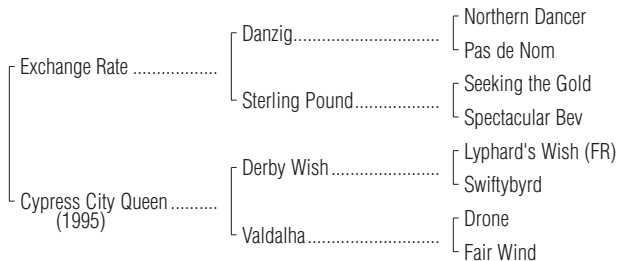 Northern Dancer
Danzig
Pas de Nom
Exchange Rate
Seeking the Gold
Sterling Pound
Spectacular Bev
Lyphard's Wish (FR)
Derby Wish
Swiftybyrd
Cypress City Queen
(1995)
Drone
Valdalha
Fair Wind